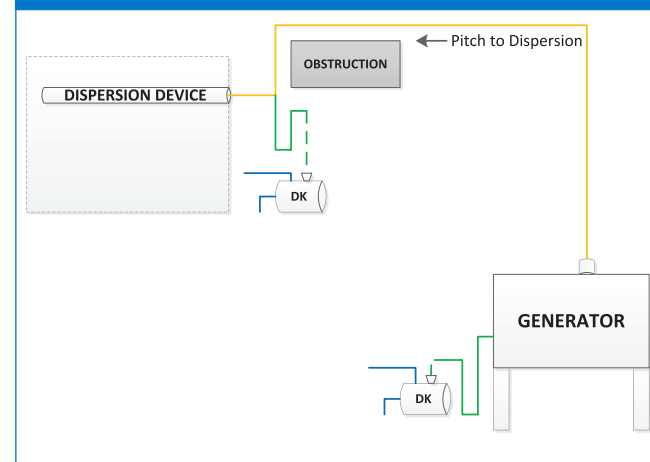 Pitch to Dispersion
OBSTRUCTION
DISPERSION DEVICE
DK
GENERATOR
DK